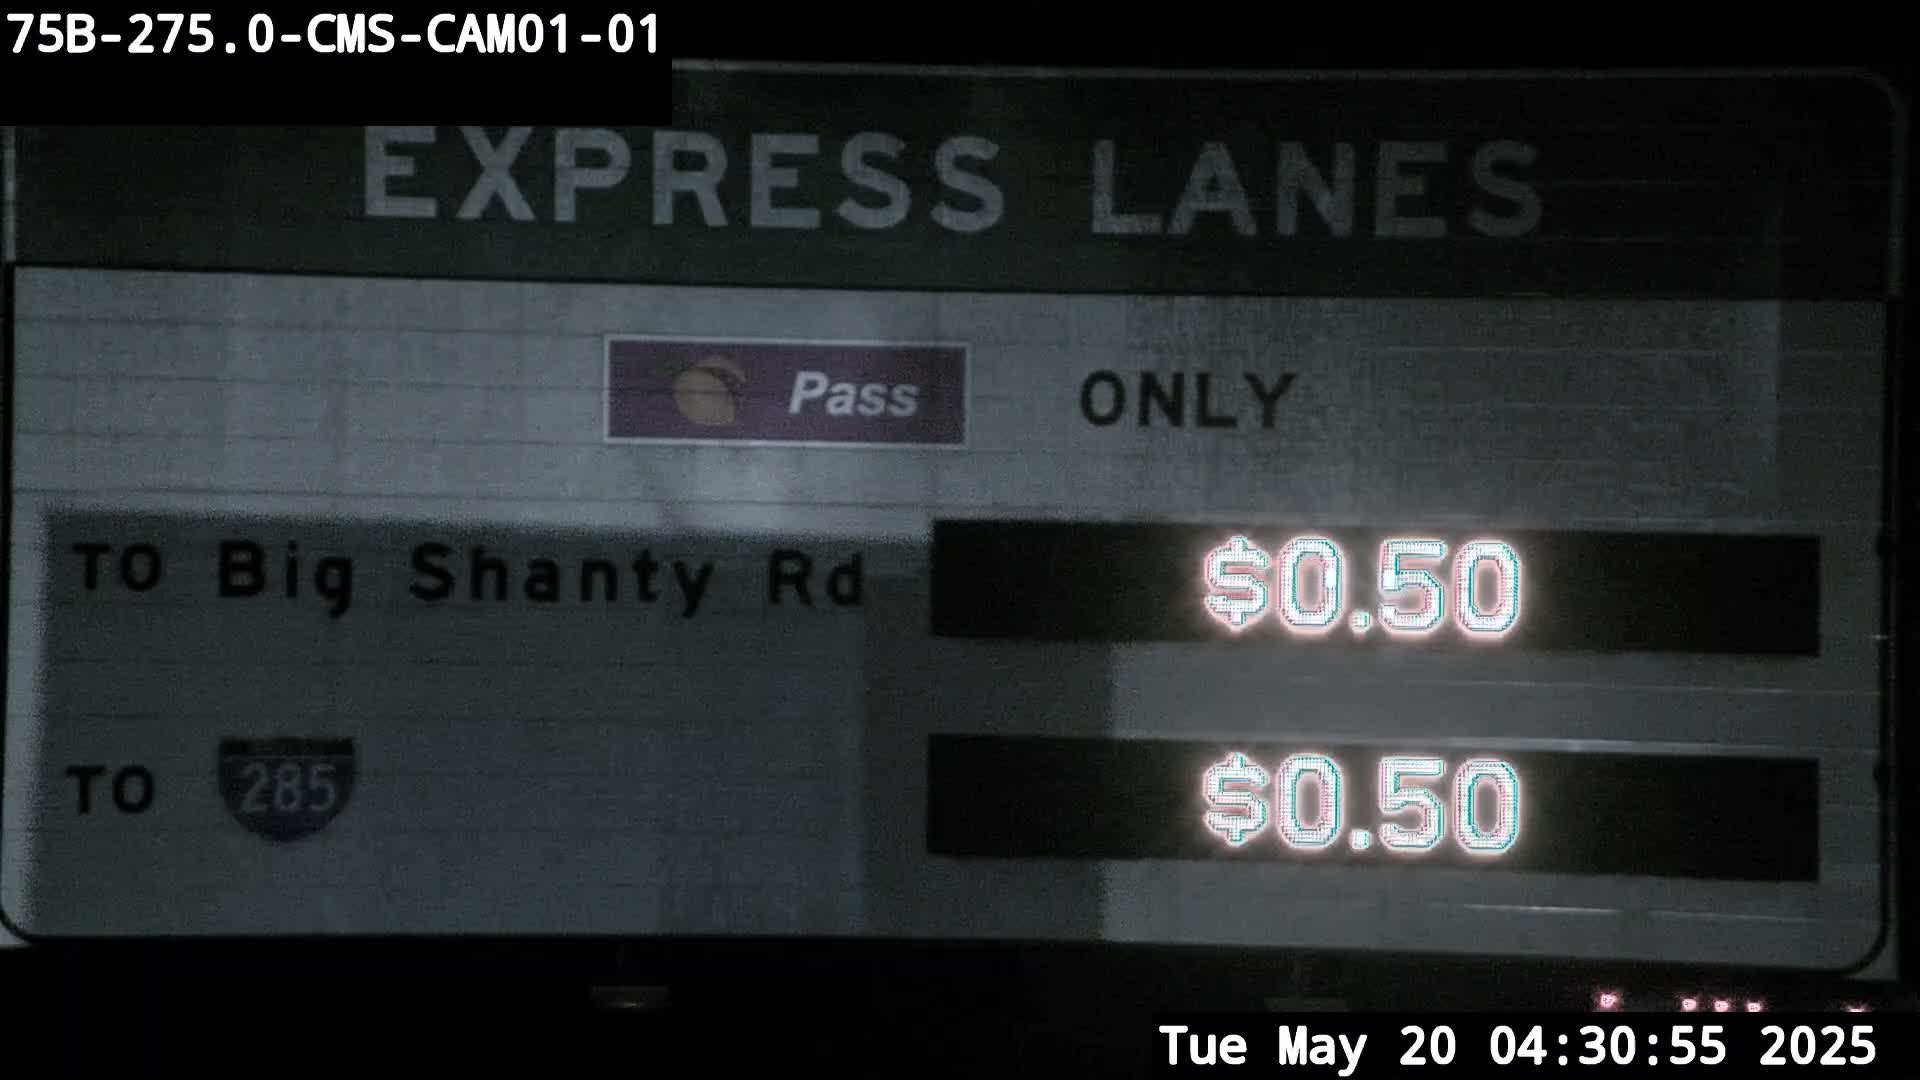 75B-275.0-CMS-CAM01-01
EXPRESS LANES
Pass ONLY
TO Big Shanty Rd $0.50
TO 285 $0.50
Tue May 20 04:30:55 2025